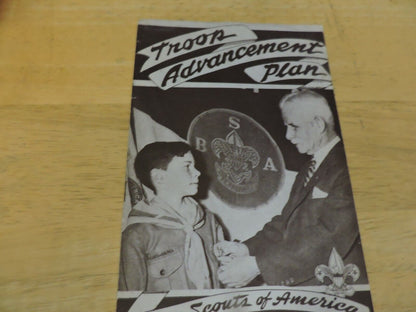 Troop
Advancement
Plan
S
B A
Scouts of America